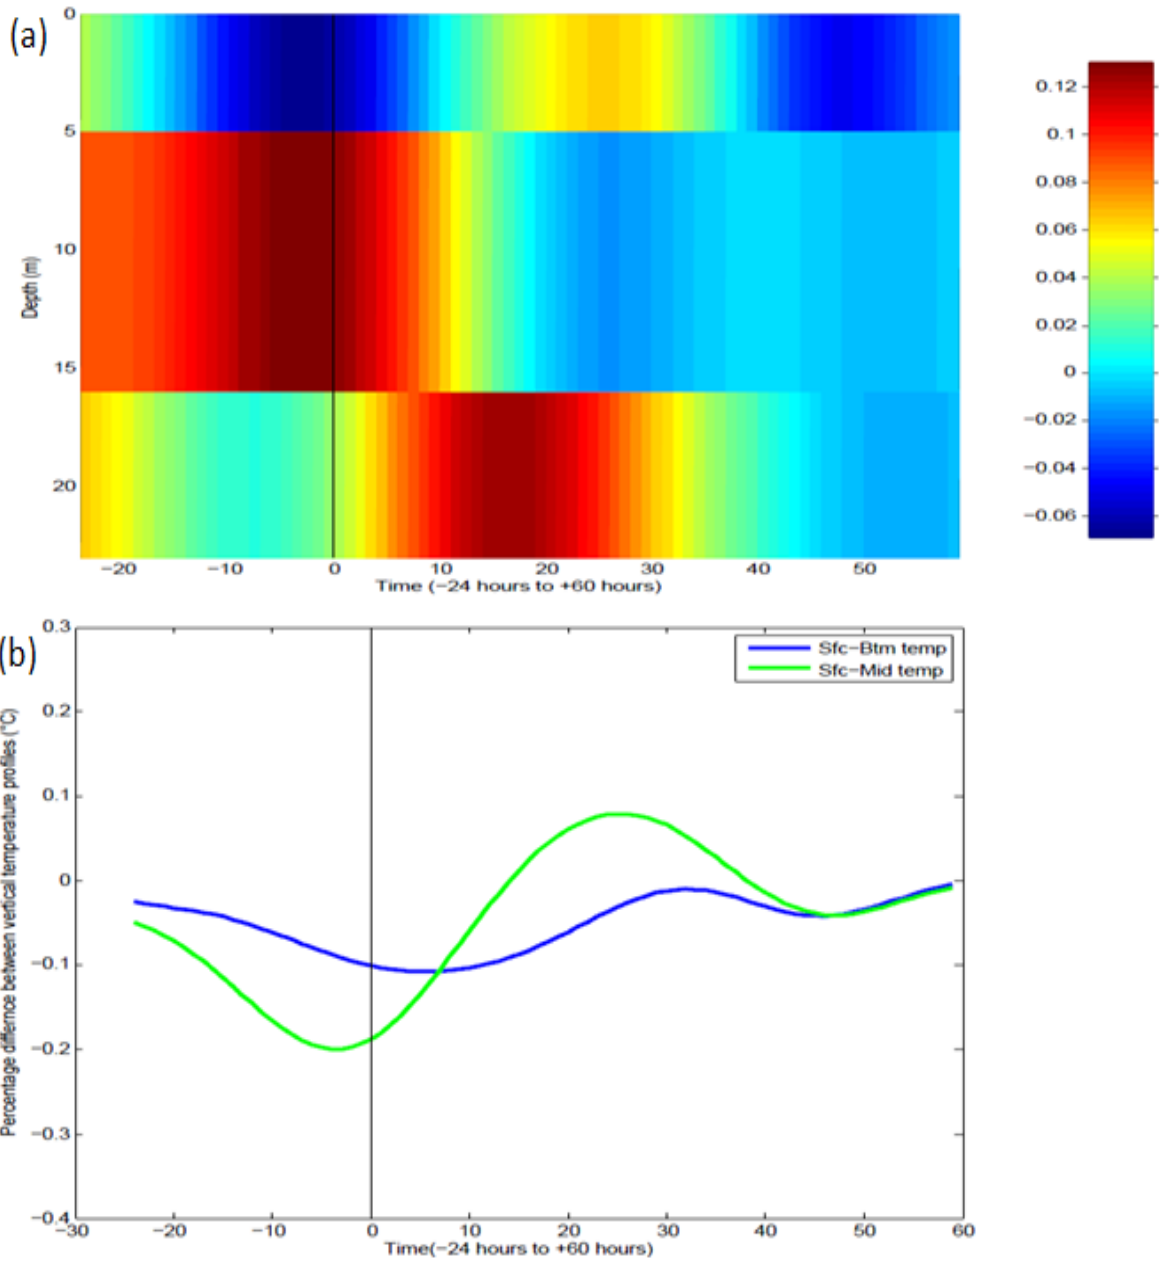 (a)
0
5
10
15
20
Depth (m)
−20 −10 0 10 20 30 40 50
Time (−24 hours to +60 hours)
0.12
0.1
0.08
0.06
0.04
0.02
0
−0.02
−0.04
−0.06
(b)
Sfc−Btm temp
Sfc−Mid temp
0.3
0.2
0.1
0
−0.1
−0.2
−0.3
−0.4
Percentage differnce between vertical temperature profiles (°C)
−30 −20 −10 0 10 20 30 40 50 60
Time(−24 hours to +60 hours)